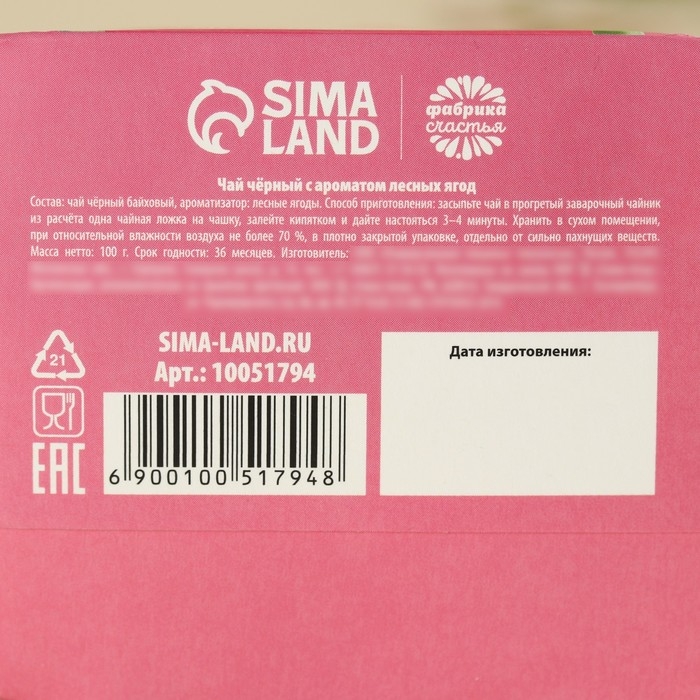 SIMA
LAND
фабрика
счастья
Чай чёрный с ароматом лесных ягод
Состав: чай чёрный байховый, ароматизатор: лесные ягоды. Способ приготовления: засыпьте чай в прогретый заварочный чайник
из расчёта одна чайная ложка на чашку, залейте кипятком и дайте настояться 3–4 минуты. Хранить в сухом помещении,
при относительной влажности воздуха не более 70 %, в плотно закрытой упаковке, отдельно от сильно пахнущих веществ.
Масса нетто: 100 г. Срок годности: 36 месяцев. Изготовитель:
21
SIMA-LAND.RU
Арт.: 10051794
Дата изготовления:
EAC
6 900100 517948